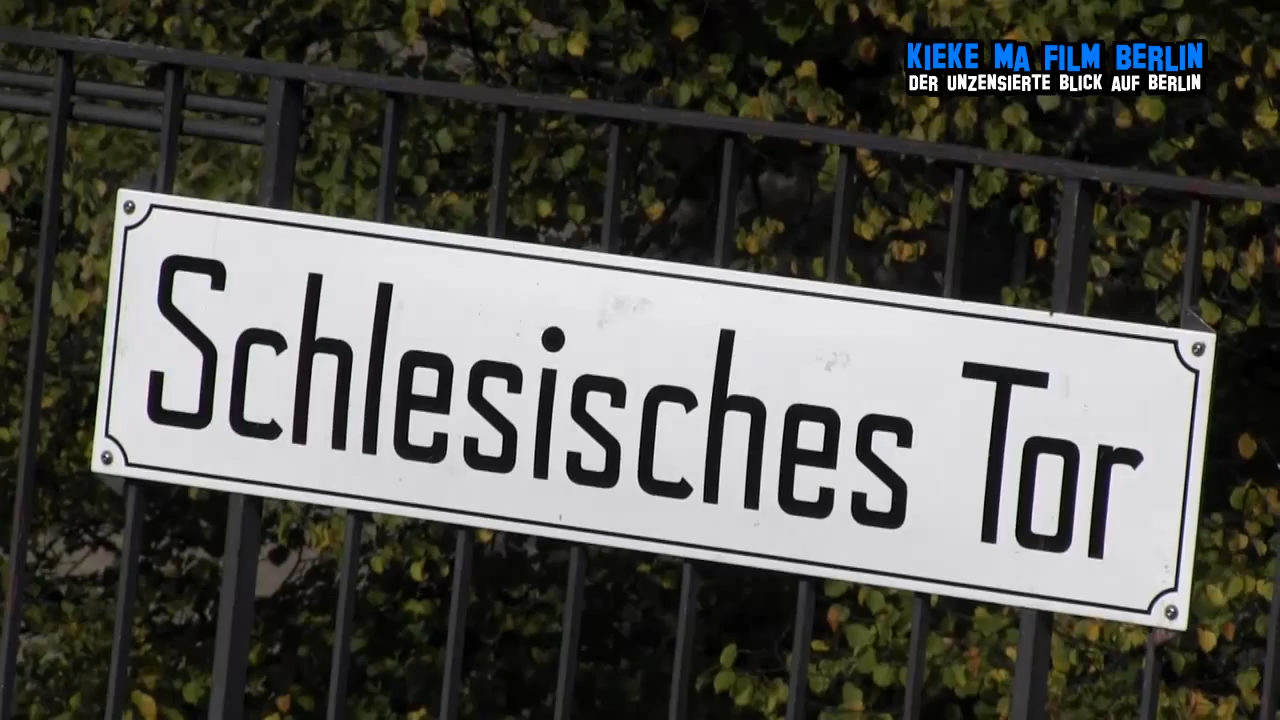 KIEKE MA FILM BERLIN
DER UNZENSIERTE BLICK AUF BERLIN
Schlesisches Tor